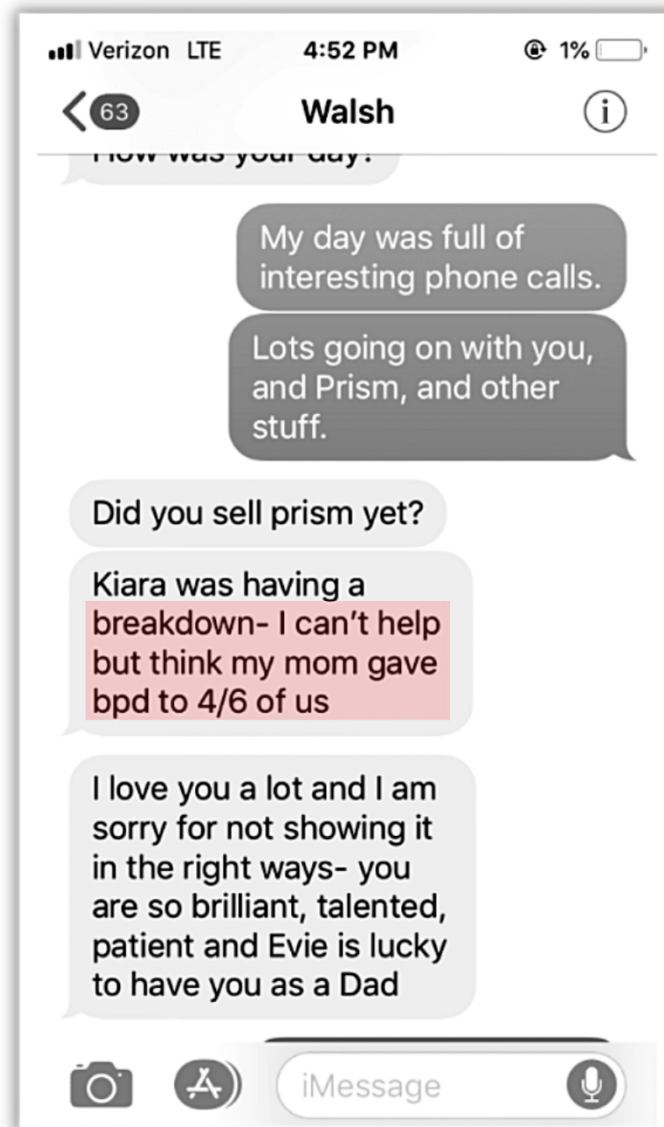 Verizon LTE 4:52 PM 1%
63 Walsh i
How was your day?
My day was full of
interesting phone calls.
Lots going on with you,
and Prism, and other
stuff.
Did you sell prism yet?
Kiara was having a
breakdown- I can't help
but think my mom gave
bpd to 4/6 of us
I love you a lot and I am
sorry for not showing it
in the right ways- you
are so brilliant, talented,
patient and Evie is lucky
to have you as a Dad
iMessage